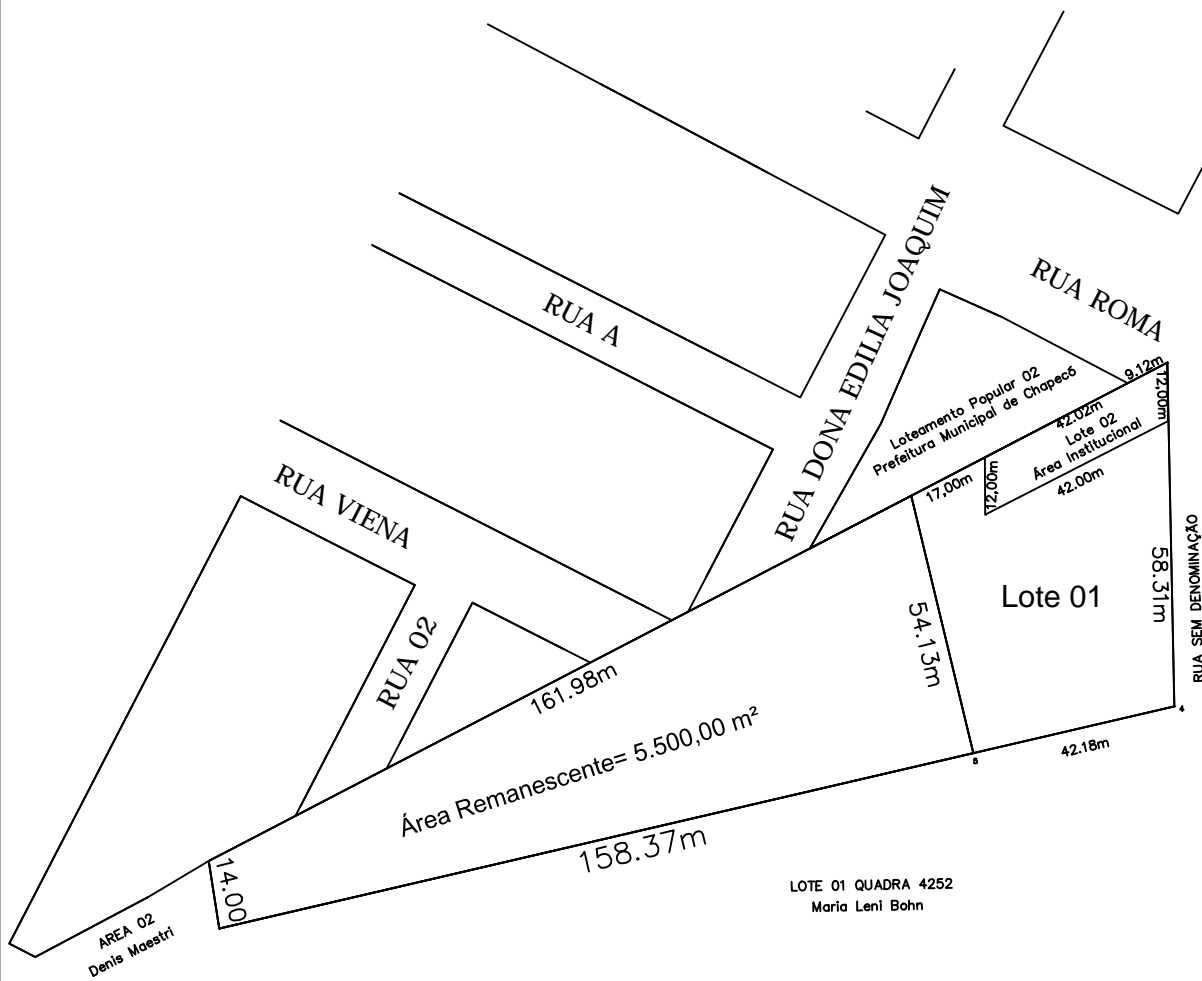 RUA A
RUA DONA EDILIA JOAQUIM
RUA ROMA
Loteamento Popular 02
Prefeitura Municipal de Chapecó
9.12m
12,00m
42.02m
Lote 02
Área Institucional
42.00m
12,00m
17,00m
RUA VIENA
RUA 02
161.98m
54.13m
Lote 01
58.31m
RUA SEM DENOMINAÇÃO
4
5
42.18m
Área Remanescente= 5.500,00 m²
158.37m
14.00
LOTE 01 QUADRA 4252
Maria Leni Bohn
AREA 02
Denis Maestri